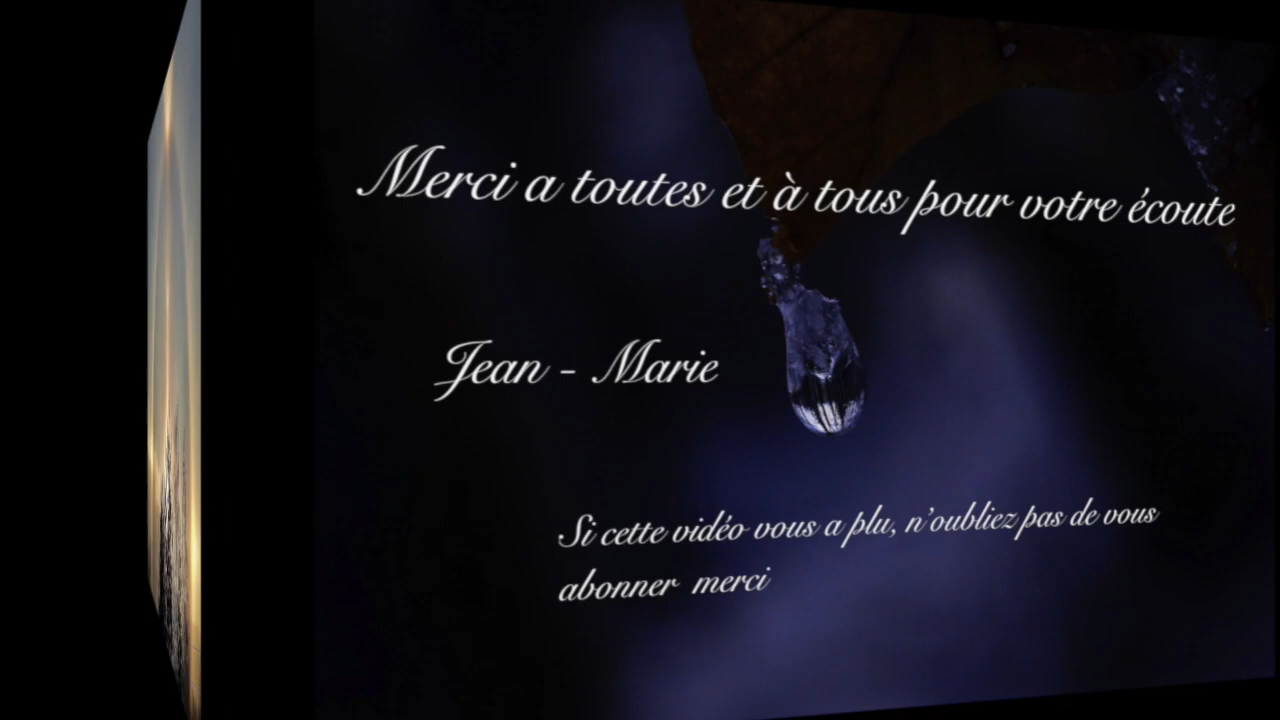 Merci a toutes et à tous pour votre écoute
Jean - Marie
Si cette vidéo vous a plu, n'oubliez pas de vous
abonner merci